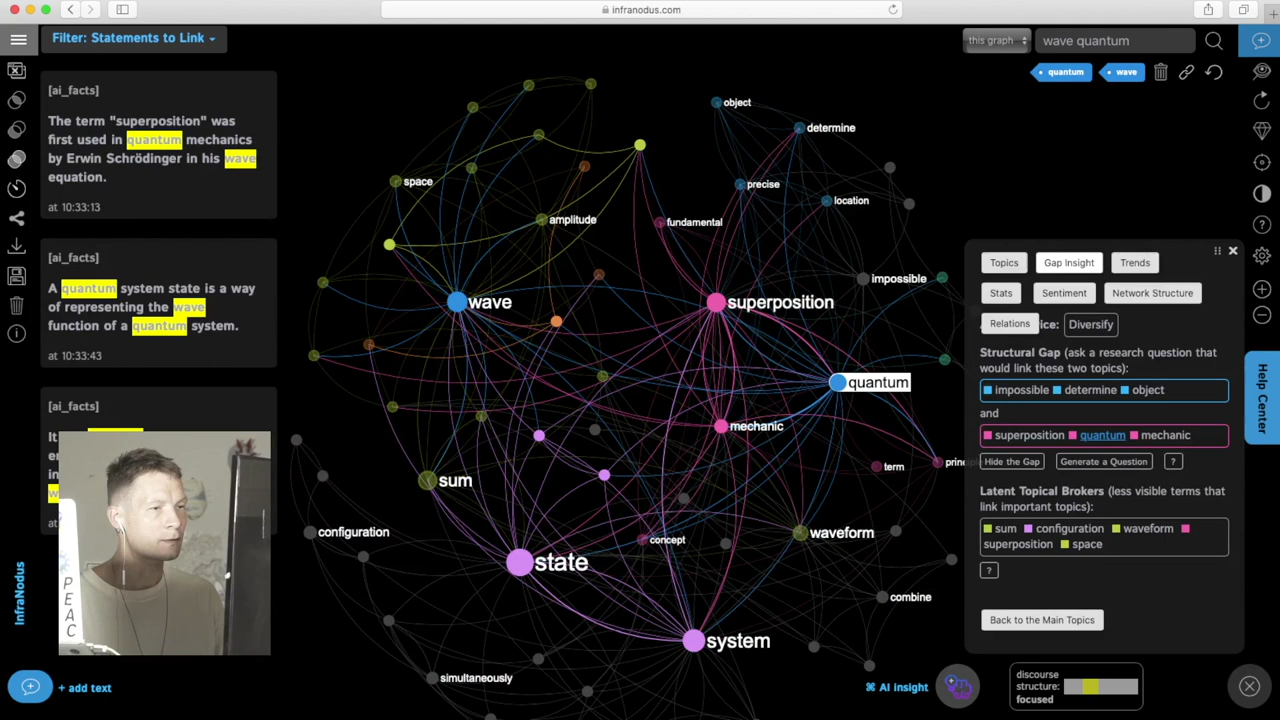 infranodus.com
Filter: Statements to Link
this graph
wave quantum
quantum
wave
[ai_facts]
The term "superposition" was
first used in quantum mechanics
by Erwin Schrödinger in his wave
equation.
at 10:33:13
[ai_facts]
A quantum system state is a way
of representing the wave
function of a quantum system.
at 10:33:43
[ai_facts]
It
at
PEAC
InfraNodus
+ add text
object
determine
space
precise
location
amplitude
fundamental
impossible
wave
superposition
quantum
mechanic
term
sum
configuration
waveform
concept
state
combine
system
simultaneously
Topics
Gap Insight
Trends
Stats
Sentiment
Network Structure
Relations
Diversify
Structural Gap (ask a research question that
would link these two topics):
impossible determine object
and
superposition quantum mechanic
Hide the Gap
Generate a Question
?
Latent Topical Brokers (less visible terms that
link important topics):
sum configuration waveform
superposition space
?
Back to the Main Topics
Help Center
⌘ AI insight
discourse
structure:
focused